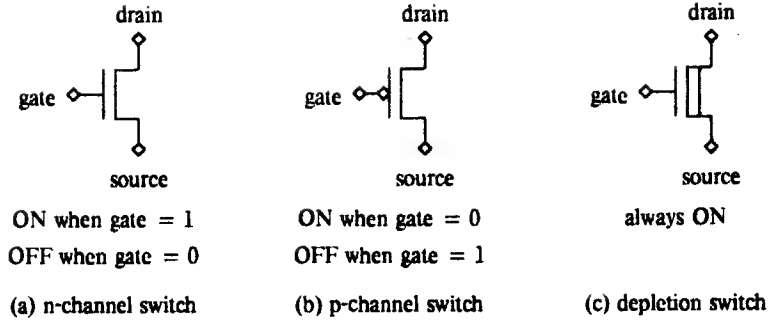 drain
drain
drain
gate
gate
gate
source
source
source
ON when gate = 1
ON when gate = 0
always ON
OFF when gate = 0
OFF when gate = 1
(a) n-channel switch
(b) p-channel switch
(c) depletion switch